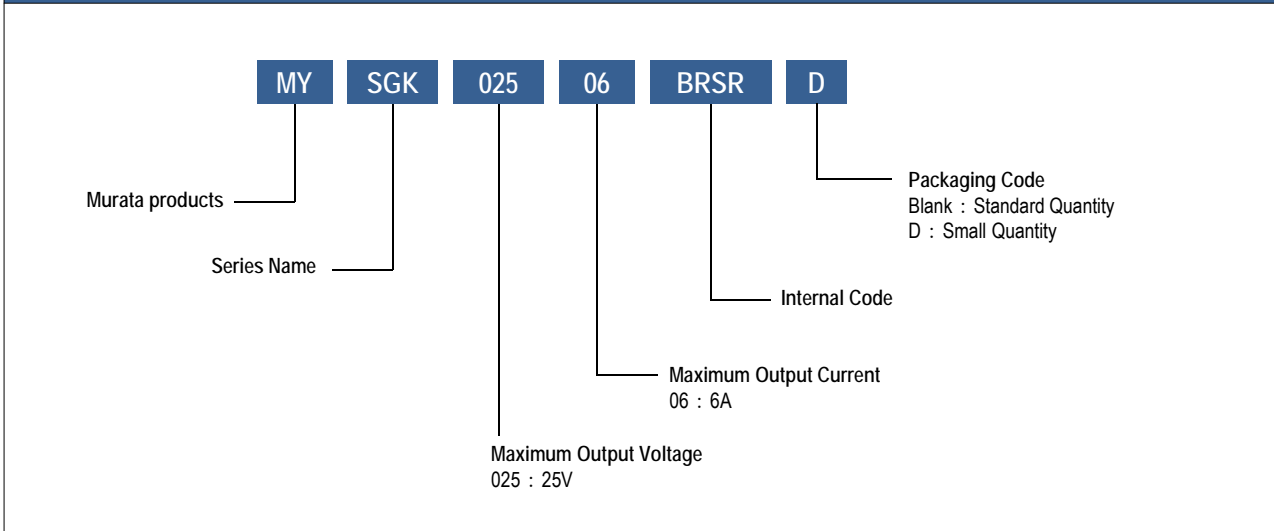 MY SGK 025 06 BRSR D
Murata products
Packaging Code
Blank : Standard Quantity
D : Small Quantity
Series Name
Internal Code
Maximum Output Current
06 : 6A
Maximum Output Voltage
025 : 25V